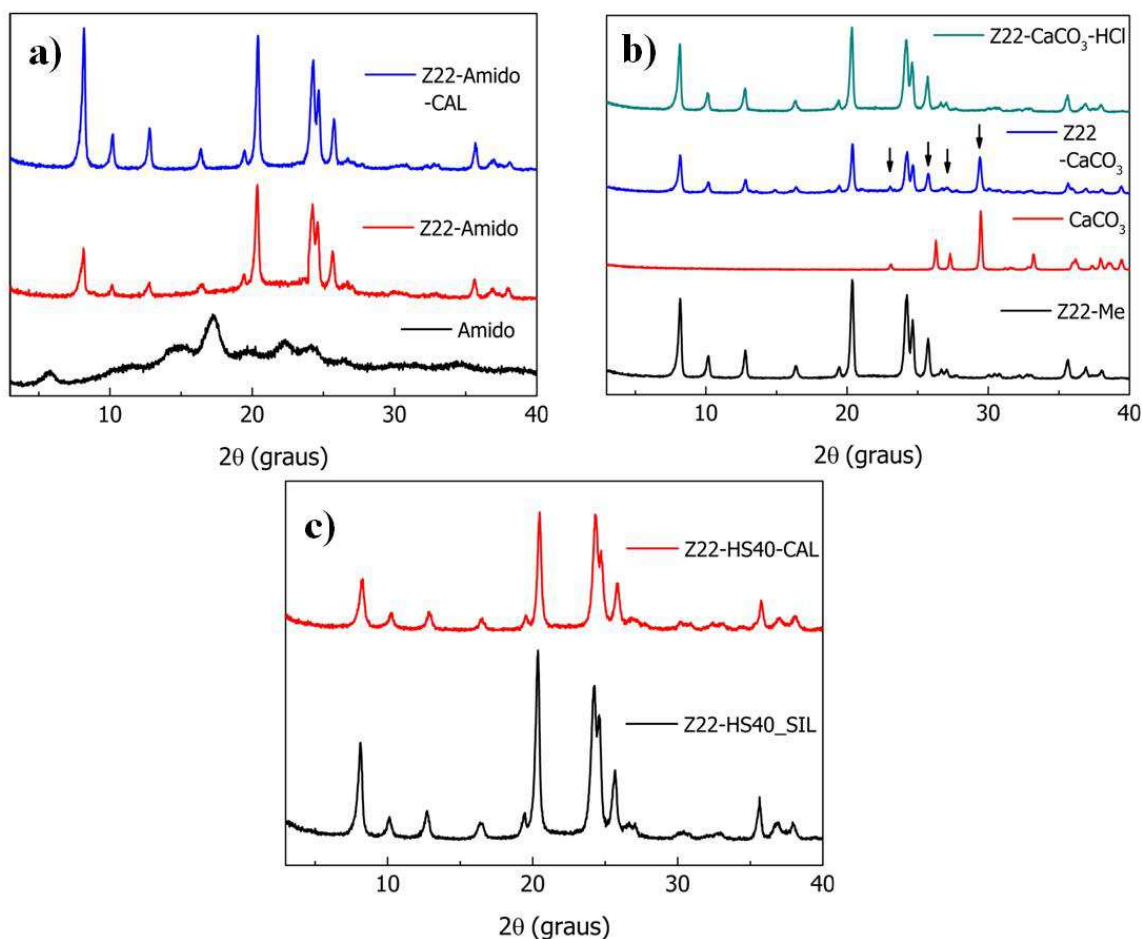 a)
Z22-Amido
-CAL
Z22-Amido
Amido
10 20 30 40
2θ (graus)
b)
Z22-CaCO₃-HCl
Z22
-CaCO₃
CaCO₃
Z22-Me
10 20 30 40
2θ (graus)
c)
Z22-HS40-CAL
Z22-HS40_SIL
10 20 30 40
2θ (graus)